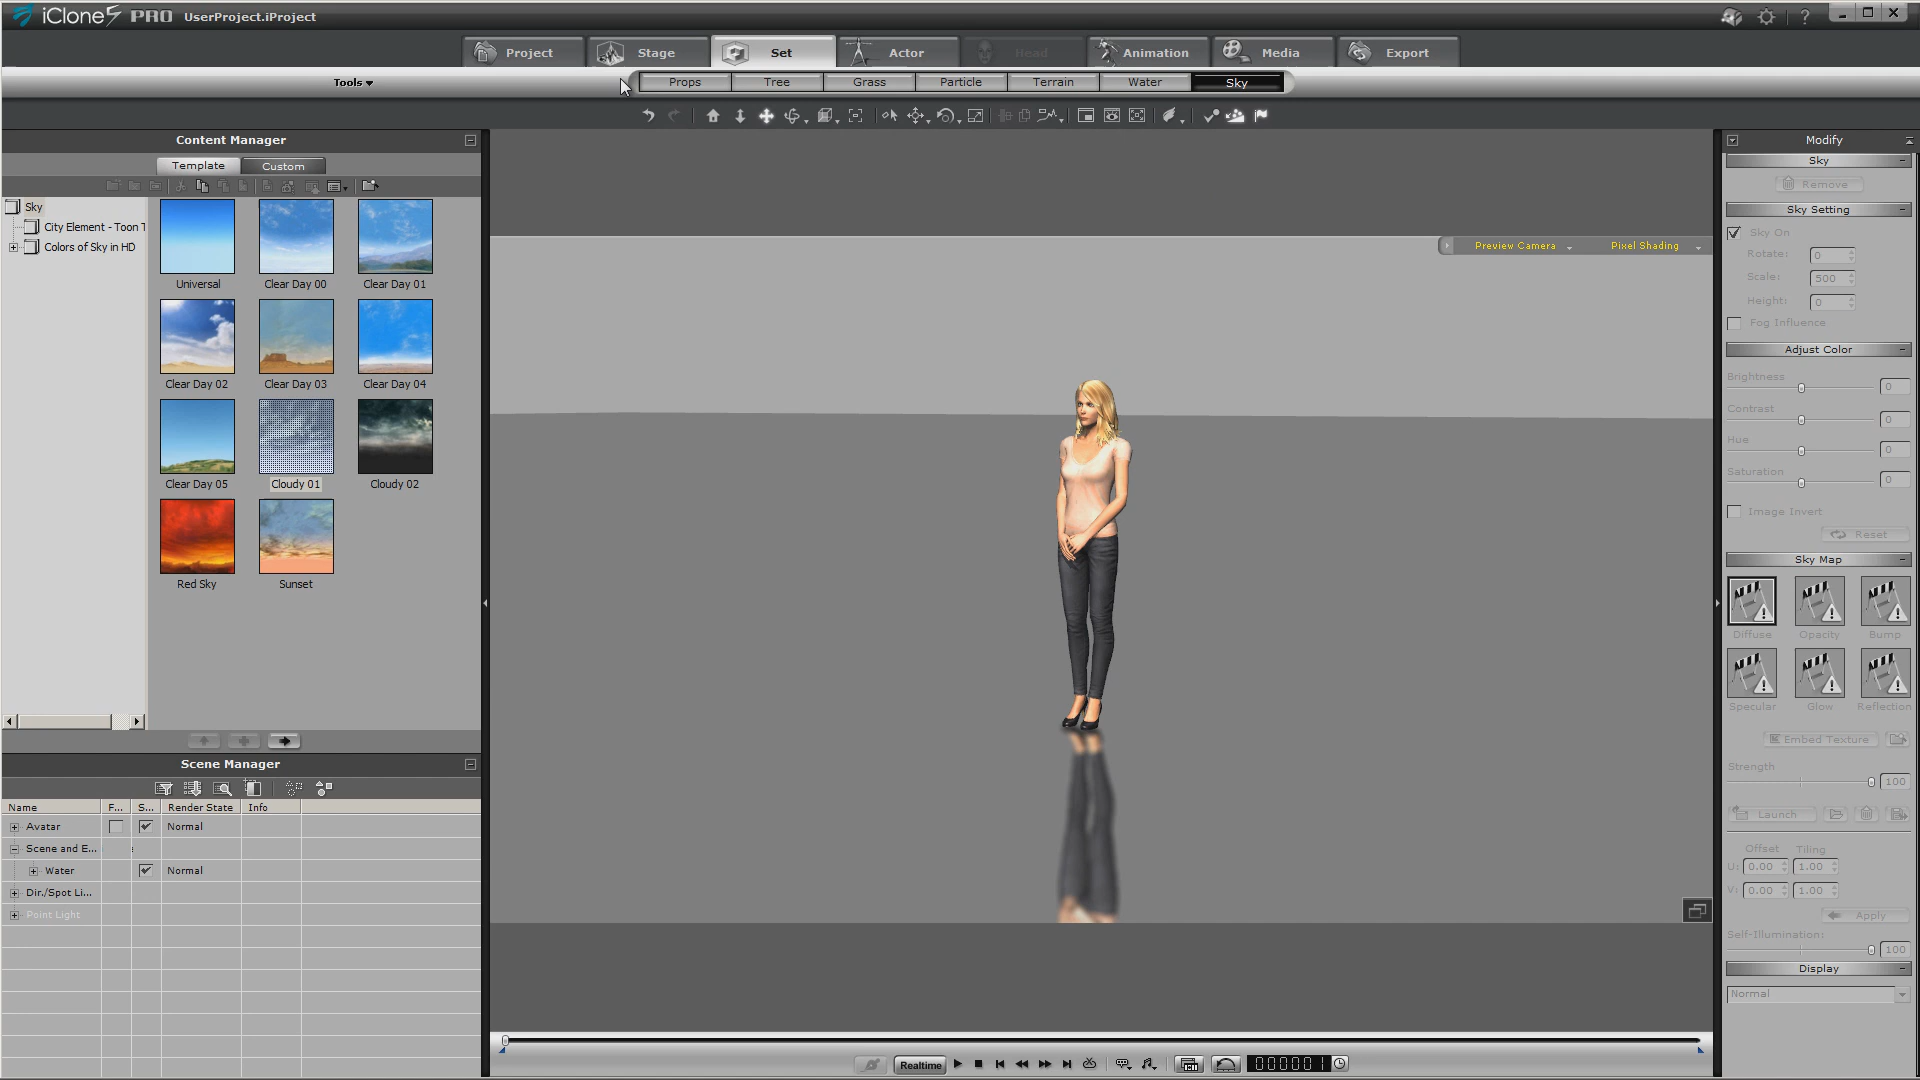 iClone5 PRO UserProject.iProject
?
Project Stage Set Actor Head Animation Media Export
Tools
Props Tree Grass Particle Terrain Water Sky
Content Manager
Template Custom
Sky
City Element - Toon T
Colors of Sky in HD
Universal Clear Day 00 Clear Day 01
Clear Day 02 Clear Day 03 Clear Day 04
Clear Day 05 Cloudy 01 Cloudy 02
Red Sky Sunset
Scene Manager
Name F... S... Render State Info
Avatar Normal
Scene and E...
Water Normal
Dir./Spot Li...
Point Light
Preview Camera Pixel Shading
Realtime 000001
Modify
Sky
Remove
Sky Setting
Sky On
Rotate: 0
Scale: 500
Height: 0
Fog Influence
Adjust Color
Brightness
0
Contrast
0
Hue
0
Saturation
0
Image Invert
Reset
Sky Map
Diffuse Opacity Bump
Specular Glow Reflection
Embed Texture
Strength
100
Launch
Offset Tiling
U: 0.00 1.00
V: 0.00 1.00
Apply
Self-Illumination:
100
Display
Normal